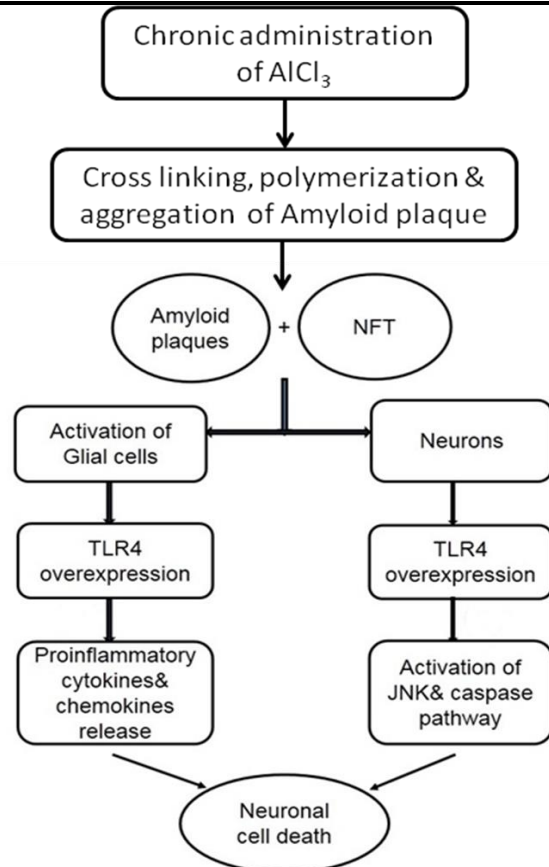 Chronic administration
of AlCl₃
Cross linking, polymerization &
aggregation of Amyloid plaque
Amyloid
plaques
+
NFT
Activation of
Glial cells
Neurons
TLR4
overexpression
TLR4
overexpression
Proinflammatory
cytokines&
chemokines
release
Activation of
JNK& caspase
pathway
Neuronal
cell death